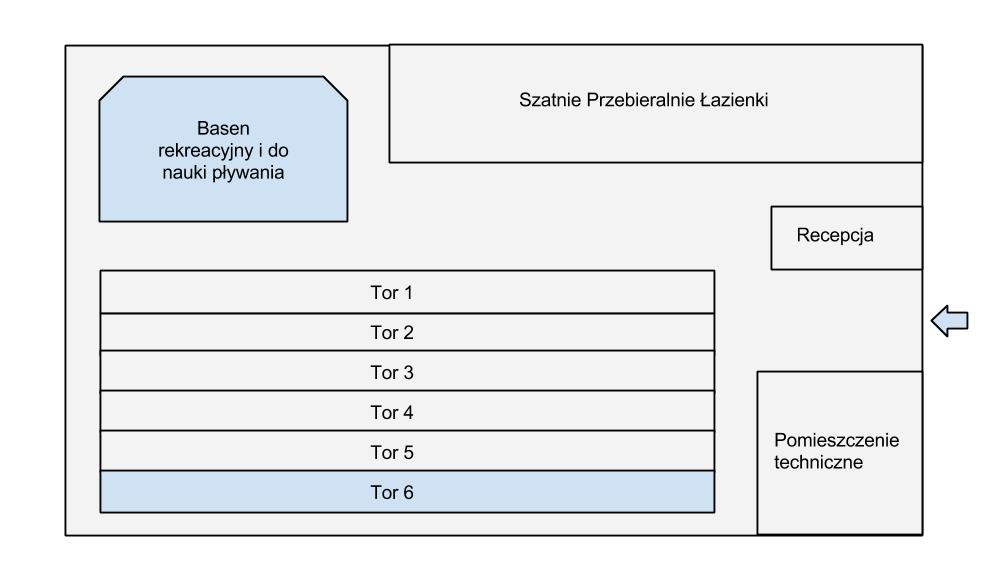 Szatnie Przebieralnie Łazienki
Basen
rekreacyjny i do
nauki pływania
Recepcja
Tor 1
Tor 2
Tor 3
Tor 4
Tor 5
Tor 6
Pomieszczenie
techniczne